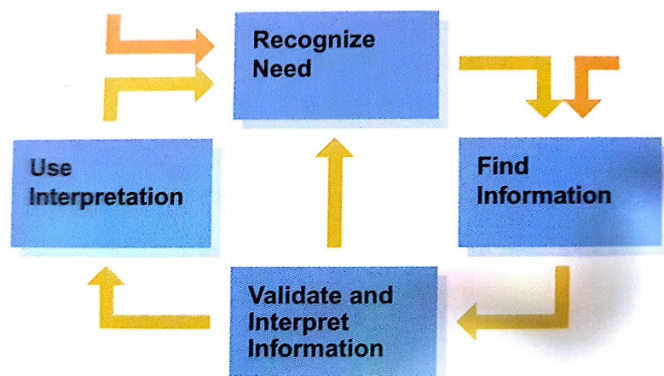 Recognize
Need
Use
Interpretation
Find
Information
Validate and
Interpret
Information